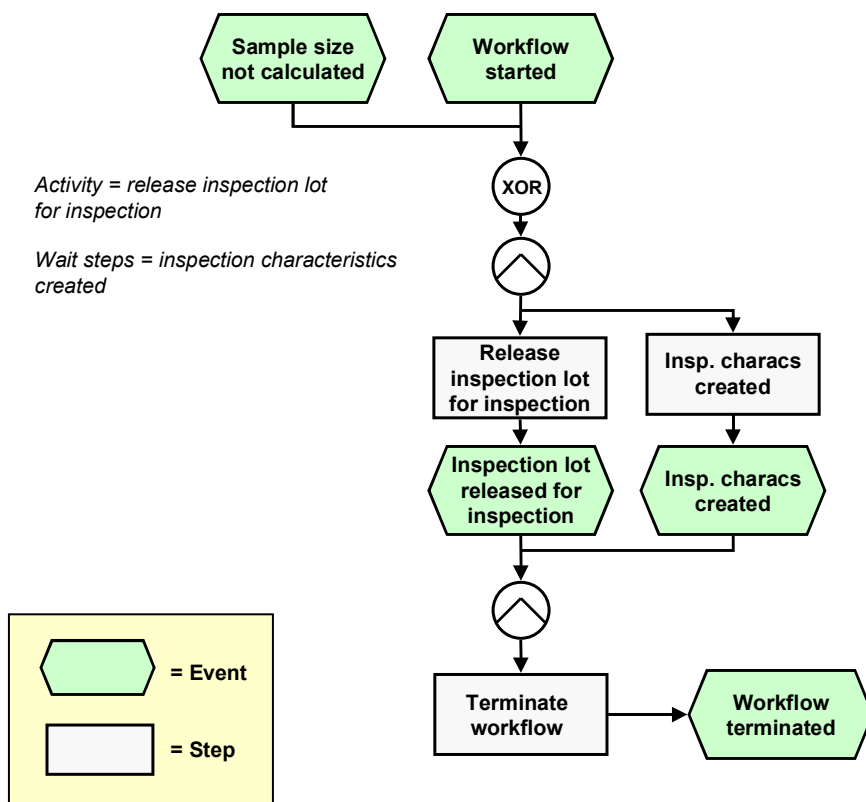 Sample size
not calculated
Workflow
started
XOR
Activity = release inspection lot
for inspection
Wait steps = inspection characteristics
created
Release
inspection lot
for inspection
Insp. characs
created
Inspection lot
released for
inspection
Insp. characs
created
Terminate
workflow
Workflow
terminated
= Event
= Step